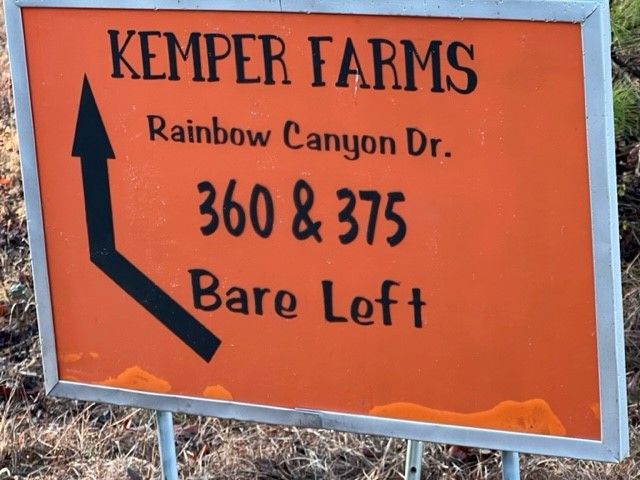 KEMPER FARMS
Rainbow Canyon Dr.
360 & 375
Bare Left